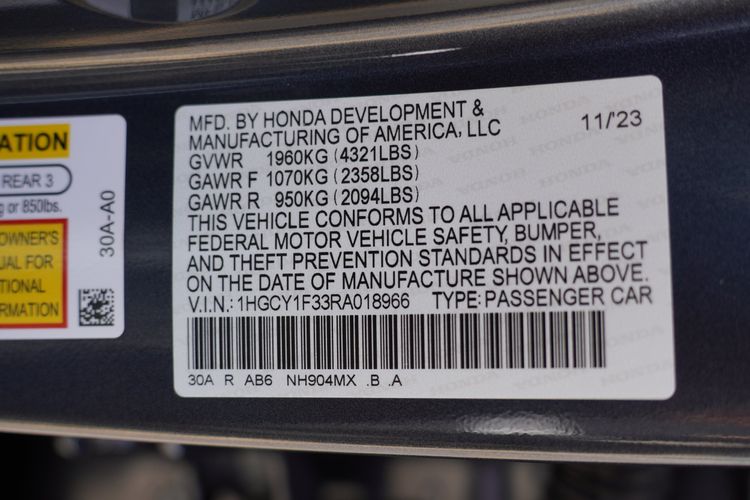 ATION
REAR 3
g or 850lbs.
OWNER'S
UAL FOR
TIONAL
RMATION
30A-A0
MFD. BY HONDA DEVELOPMENT &
MANUFACTURING OF AMERICA, LLC 11/'23
GVWR 1960KG (4321LBS)
GAWR F 1070KG (2358LBS)
GAWR R 950KG (2094LBS)
THIS VEHICLE CONFORMS TO ALL APPLICABLE
FEDERAL MOTOR VEHICLE SAFETY, BUMPER,
AND THEFT PREVENTION STANDARDS IN EFFECT
ON THE DATE OF MANUFACTURE SHOWN ABOVE.
V.I.N.: 1HGCY1F33RA018966 TYPE: PASSENGER CAR
30A R AB6 NH904MX .B .A